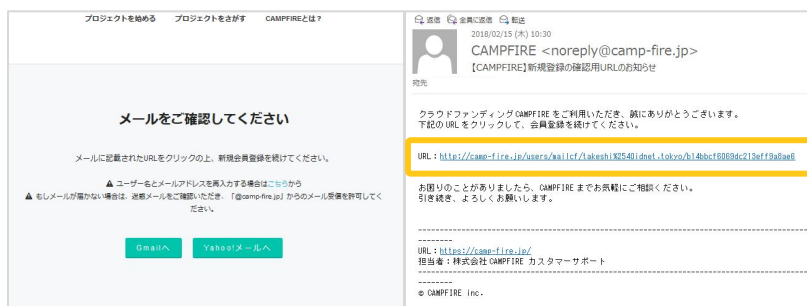 プロジェクトを始める プロジェクトをさがす CAMPFIREとは？
メールをご確認してください
メールに記載されたURLをクリックの上、新規会員登録を続けてください。
▲ ユーザー名とメールアドレスを再入力する場合はこちらから
▲ もしメールが届かない場合は、迷惑メールをご確認いただき、「@camp-fire.jp」からのメール受信を許可してく
ださい。
Gmailへ Yahoo!メールへ
返信 全員に返信 転送
2018/02/15 (木) 10:30
CAMPFIRE <noreply@camp-fire.jp>
【CAMPFIRE】新規登録の確認用URLのお知らせ
宛先
クラウドファンディング CAMPFIRE をご利用いただき、誠にありがとうございます。
下記の URL をクリックして、会員登録を続けてください。
URL : http://camp-fire.jp/users/mailcf/takeshi%2540idnet.tokyo/b14bbcf6069dc213eff9a8ae6
お困りのことがありましたら、CAMPFIRE までお気軽にご相談ください。
引き続き、よろしくお願いします。
URL : https://camp-fire.jp/
担当者 : 株式会社 CAMPFIRE カスタマーサポート
© CAMPFIRE inc.